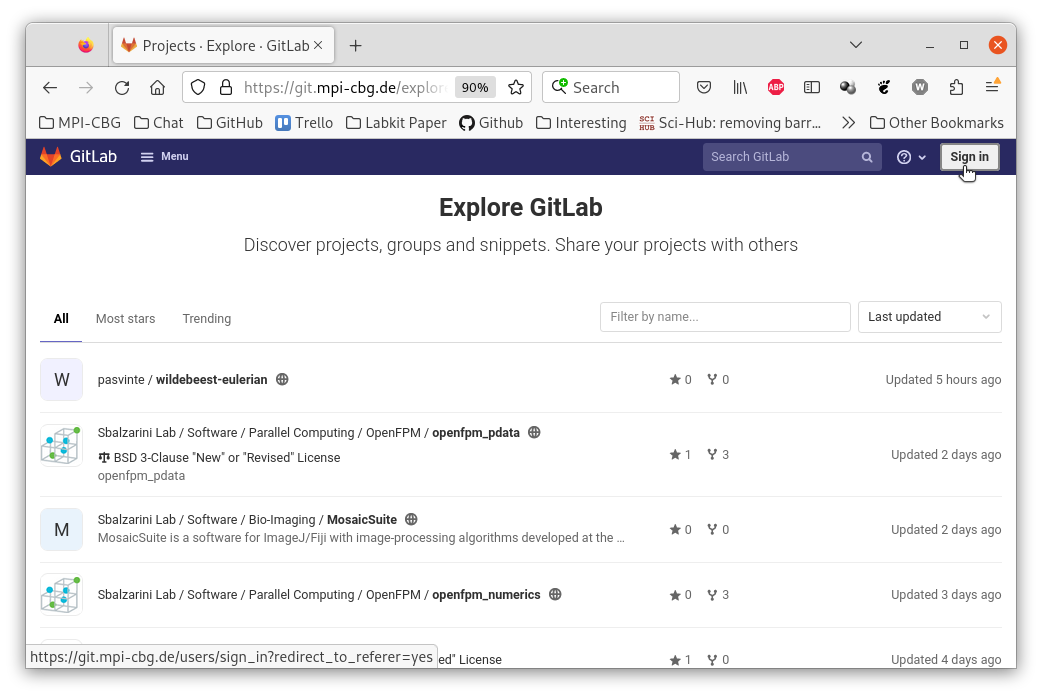 Projects · Explore · GitLab
https://git.mpi-cbg.de/explor
90%
Search
ABP
W
MPI-CBG
Chat
GitHub
Trello
Labkit Paper
Github
Interesting
SCI HUB
Sci-Hub: removing barr…
Other Bookmarks
GitLab
Menu
Search GitLab
Sign in
Explore GitLab
Discover projects, groups and snippets. Share your projects with others
All
Most stars
Trending
Filter by name...
Last updated
W
pasvinte / wildebeest-eulerian
0
0
Updated 5 hours ago
Sbalzarini Lab / Software / Parallel Computing / OpenFPM / openfpm_pdata
BSD 3-Clause "New" or "Revised" License
openfpm_pdata
1
3
Updated 2 days ago
M
Sbalzarini Lab / Software / Bio-Imaging / MosaicSuite
MosaicSuite is a software for ImageJ/Fiji with image-processing algorithms developed at the ...
0
0
Updated 2 days ago
Sbalzarini Lab / Software / Parallel Computing / OpenFPM / openfpm_numerics
0
3
Updated 3 days ago
ed" License
1
0
Updated 4 days ago
https://git.mpi-cbg.de/users/sign_in?redirect_to_referer=yes